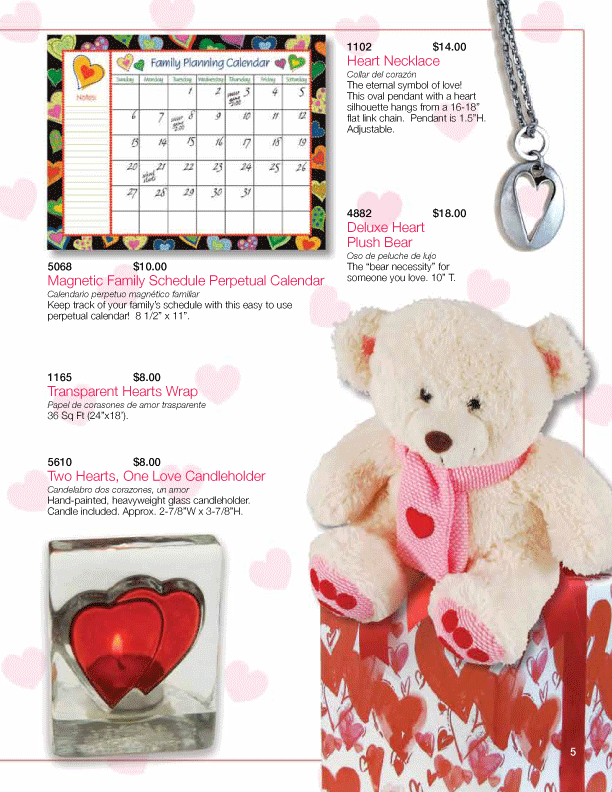 Family Planning Calendar
Notes
Sunday Monday Tuesday Wednesday Thursday Friday Saturday
1 2 3 4 5
6 7 8 9 10 11 12
13 14 15 16 17 18 19
20 21 22 23 24 25 26
27 28 29 30 31
5068 $10.00
Magnetic Family Schedule Perpetual Calendar
Calendario perpetuo magnético familiar
Keep track of your family's schedule with this easy to use
perpetual calendar! 8 1/2" x 11".
1165 $8.00
Transparent Hearts Wrap
Papel de corasones de amor trasparente
36 Sq Ft (24"x18').
5610 $8.00
Two Hearts, One Love Candleholder
Candelabro dos corazones, un amor
Hand-painted, heavyweight glass candleholder.
Candle included. Approx. 2-7/8"W x 3-7/8"H.
1102 $14.00
Heart Necklace
Collar del corazón
The eternal symbol of love!
This oval pendant with a heart
silhouette hangs from a 16-18"
flat link chain. Pendant is 1.5"H.
Adjustable.
4882 $18.00
Deluxe Heart
Plush Bear
Oso de peluche de lujo
The "bear necessity" for
someone you love. 10" T.
5